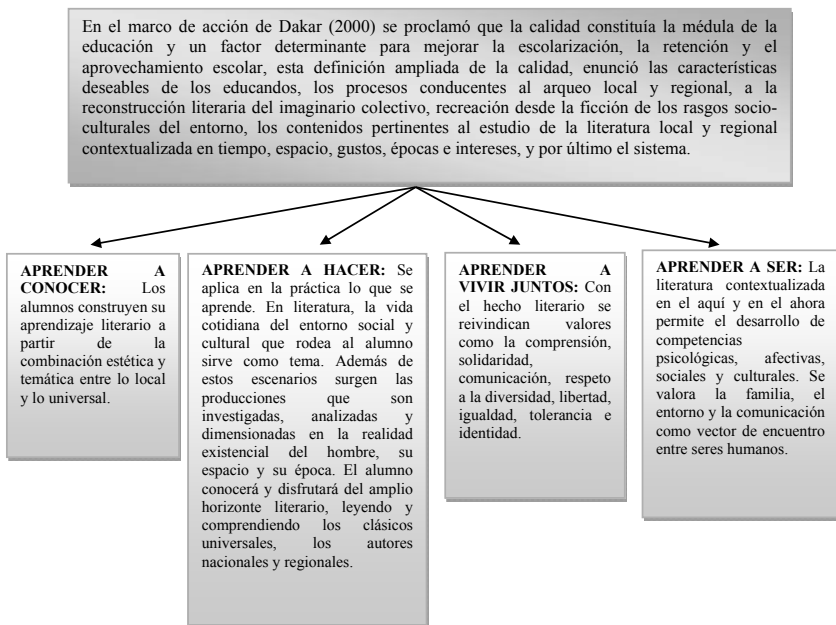 En el marco de acción de Dakar (2000) se proclamó que la calidad constituía la médula de la
educación y un factor determinante para mejorar la escolarización, la retención y el
aprovechamiento escolar, esta definición ampliada de la calidad, enunció las características
deseables de los educandos, los procesos conducentes al arqueo local y regional, a la
reconstrucción literaria del imaginario colectivo, recreación desde la ficción de los rasgos socio-
culturales del entorno, los contenidos pertinentes al estudio de la literatura local y regional
contextualizada en tiempo, espacio, gustos, épocas e intereses, y por último el sistema.
APRENDER A
CONOCER: Los
alumnos construyen su
aprendizaje literario a
partir de la
combinación estética y
temática entre lo local
y lo universal.
APRENDER A HACER: Se
aplica en la práctica lo que se
aprende. En literatura, la vida
cotidiana del entorno social y
cultural que rodea al alumno
sirve como tema. Además de
estos escenarios surgen las
producciones que son
investigadas, analizadas y
dimensionadas en la realidad
existencial del hombre, su
espacio y su época. El alumno
conocerá y disfrutará del amplio
horizonte literario, leyendo y
comprendiendo los clásicos
universales, los autores
nacionales y regionales.
APRENDER A
VIVIR JUNTOS: Con
el hecho literario se
reivindican valores
como la comprensión,
solidaridad,
comunicación, respeto
a la diversidad, libertad,
igualdad, tolerancia e
identidad.
APRENDER A SER: La
literatura contextualizada
en el aquí y en el ahora
permite el desarrollo de
competencias
psicológicas, afectivas,
sociales y culturales. Se
valora la familia, el
entorno y la comunicación
como vector de encuentro
entre seres humanos.